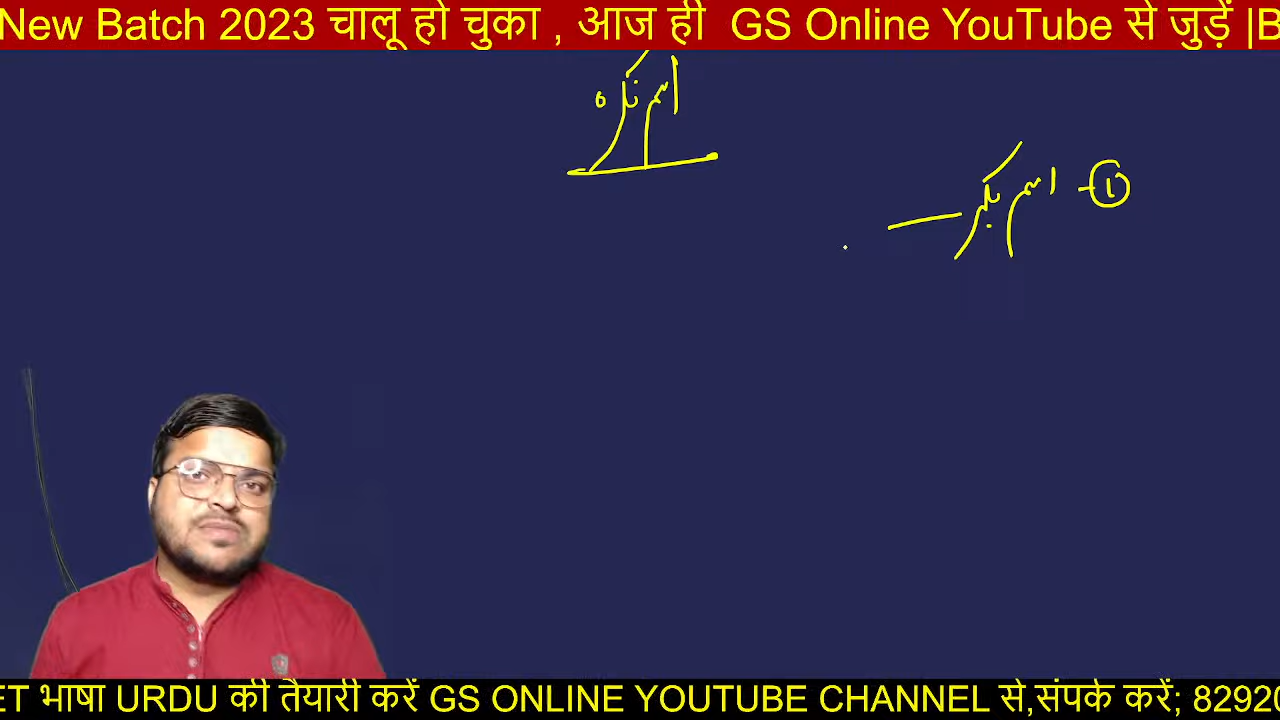 New Batch 2023 चालू हो चुका , आज ही GS Online YouTube से जुड़ें |B
اسم نکرہ
① - اسم مکبر —
ET भाषा URDU की तैयारी करें GS ONLINE YOUTUBE CHANNEL से,संपर्क करें; 82920